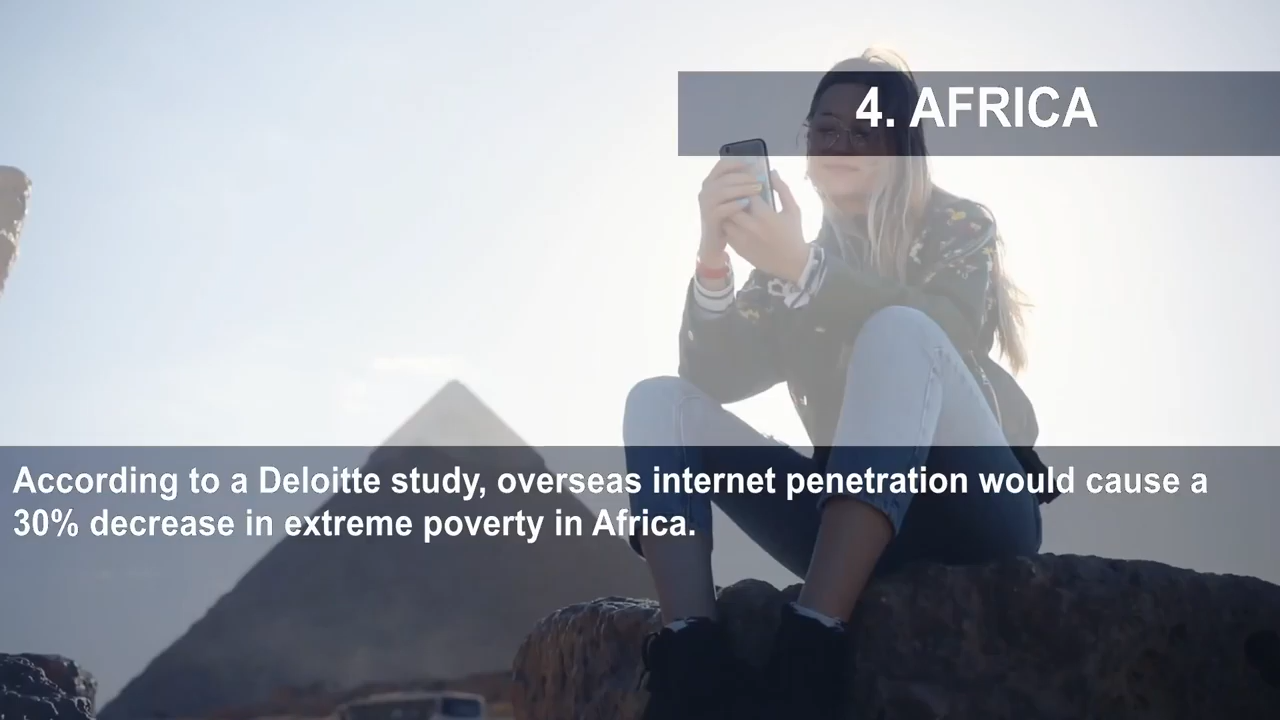 4. AFRICA
According to a Deloitte study, overseas internet penetration would cause a
30% decrease in extreme poverty in Africa.